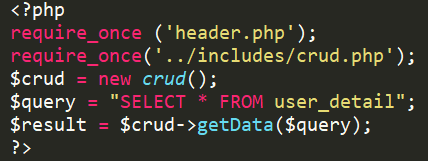 <?php
require_once ('header.php');
require_once('../includes/crud.php');
$crud = new crud();
$query = "SELECT * FROM user_detail";
$result = $crud->getData($query);
?>